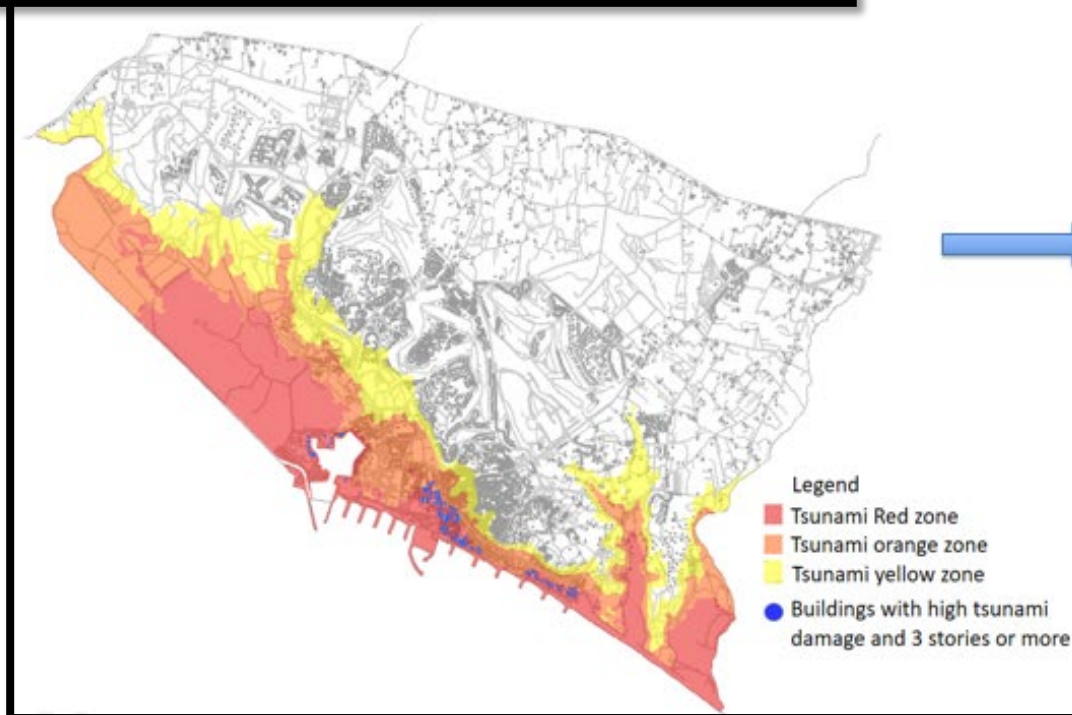 Legend
Tsunami Red zone
Tsunami orange zone
Tsunami yellow zone
Buildings with high tsunami
damage and 3 stories or more